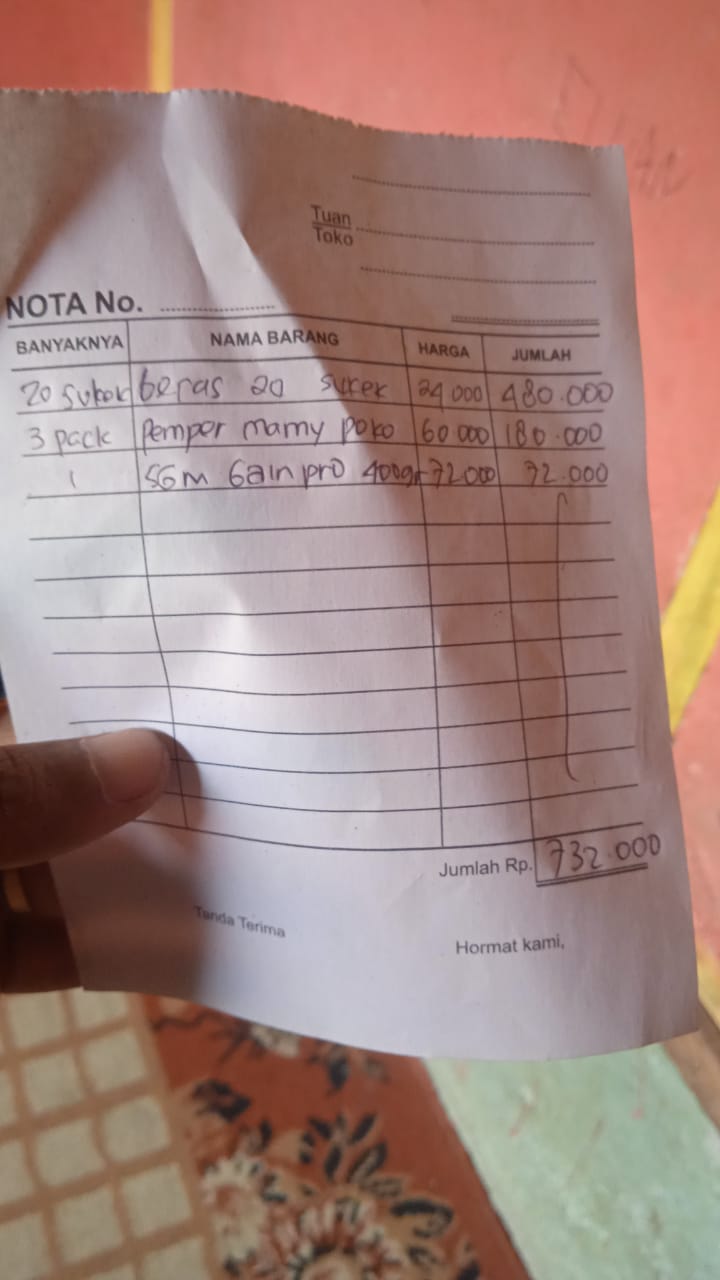 Tuan
Toko
NOTA No.
BANYAKNYA NAMA BARANG HARGA JUMLAH
20 sukek beras 20 sukek 24 000 480.000
3 pack Pemper mamy poko 60 000 180.000
1 SGM Gain pro 400gr 72 000 72.000
Jumlah Rp. 732.000
Tanda Terima
Hormat kami,